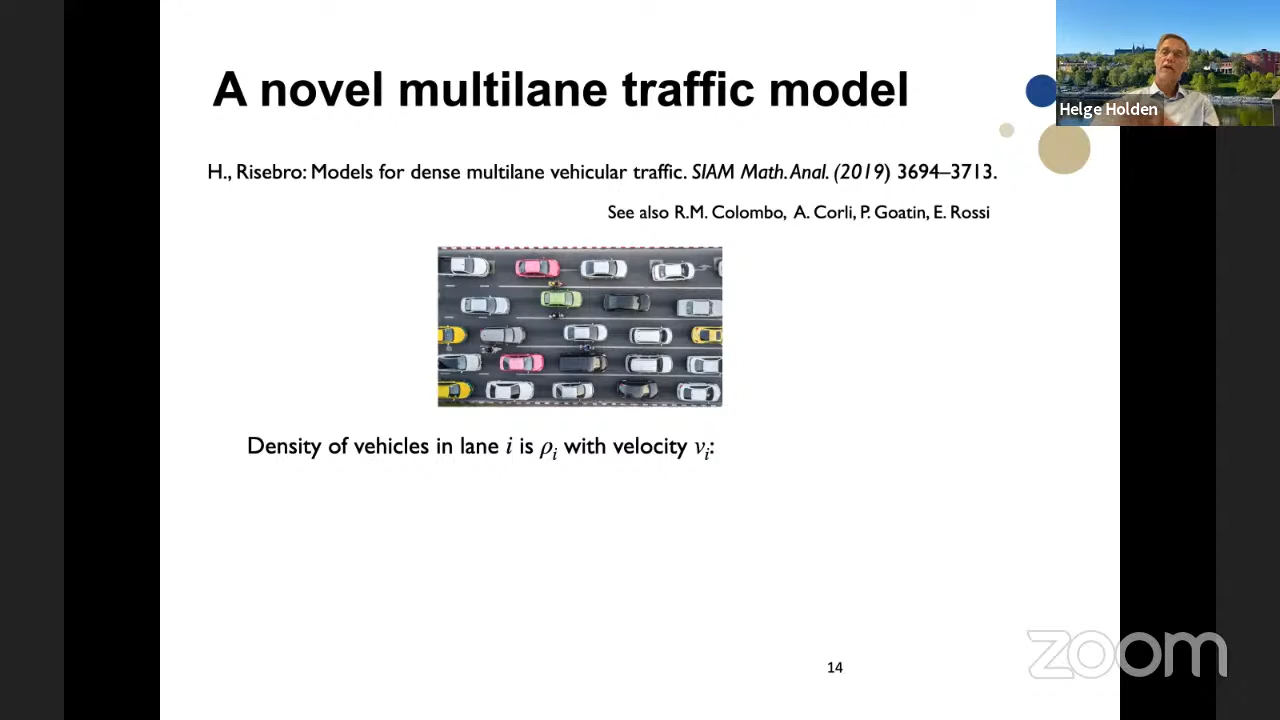 A novel multilane traffic model
Helge Holden
H., Risebro: Models for dense multilane vehicular traffic. SIAM Math. Anal. (2019) 3694–3713.
See also R.M. Colombo, A. Corli, P. Goatin, E. Rossi
Density of vehicles in lane i is ρᵢ with velocity vᵢ:
14
zoom